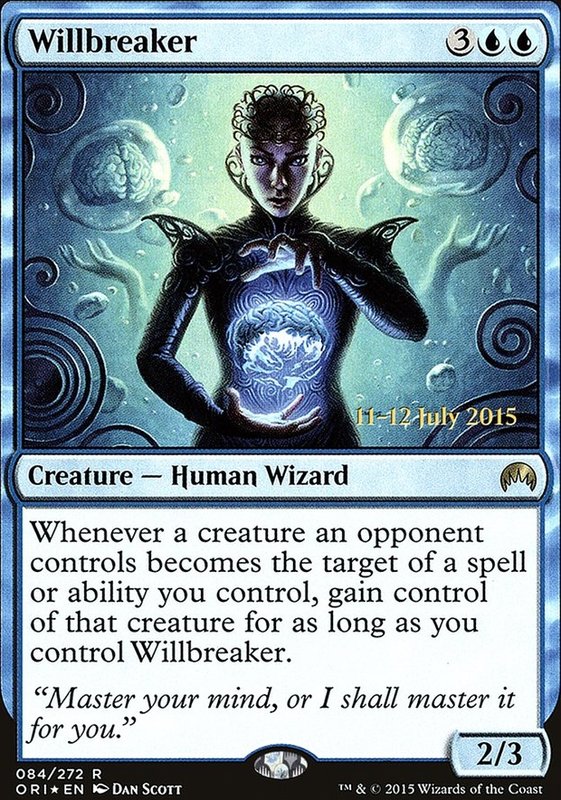 Willbreaker
3
11–12 July 2015
Creature — Human Wizard
Whenever a creature an opponent
controls becomes the target of a spell
or ability you control, gain control
of that creature for as long as you
control Willbreaker.
“Master your mind, or I shall master it
for you.”
2/3
084/272 R
ORI★EN Dan Scott
™ & © 2015 Wizards of the Coast